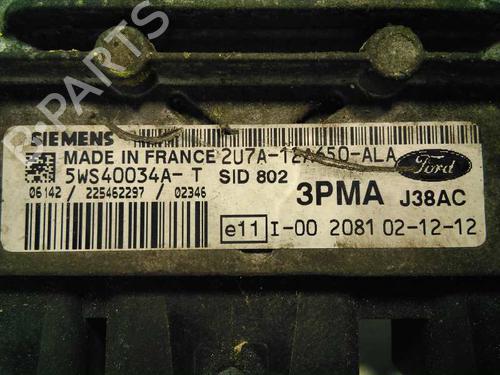 B-PARTS
SIEMENS
MADE IN FRANCE 2U7A-12A650-ALA
5WS40034A-T SID 802
Ford
06142 / 225462297 / 02346
3PMA J38AC
e11 I-00 2081 02-12-12